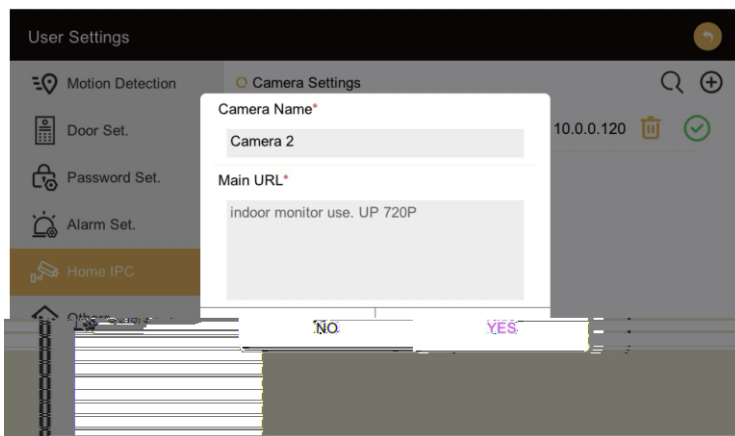 User Settings
Motion Detection
Camera Settings
Door Set.
Camera Name*
Camera 2
10.0.0.120
Password Set.
Main URL*
indoor monitor use. UP 720P
Alarm Set.
Home IPC
NO
YES